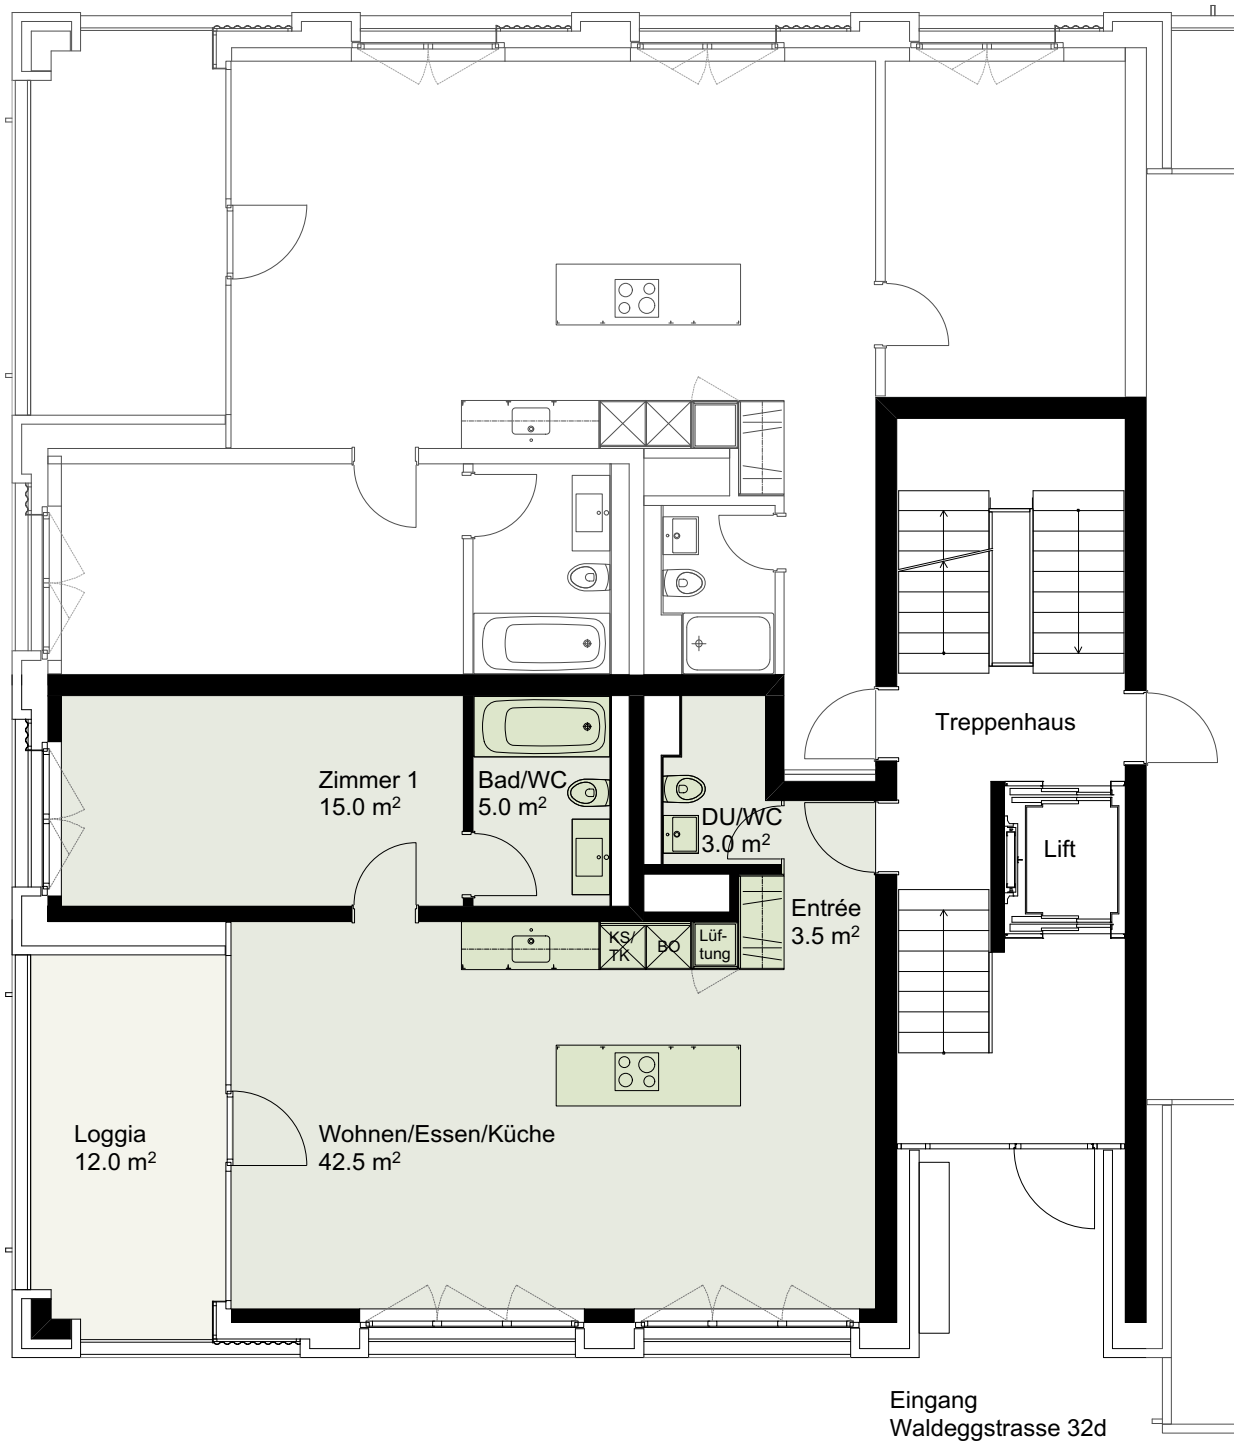 Treppenhaus
Zimmer 1
15.0 m²
Bad/WC
5.0 m²
DU/WC
3.0 m²
Lift
Entrée
3.5 m²
KS/
TK
BO
Lüf-
tung
Loggia
12.0 m²
Wohnen/Essen/Küche
42.5 m²
Eingang
Waldeggstrasse 32d